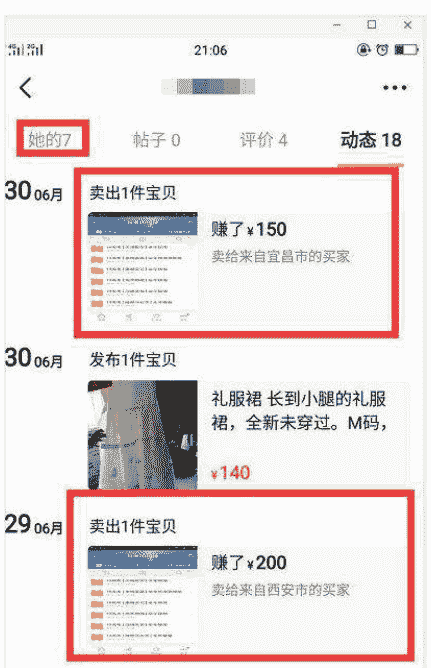 4G 2G
21:06
她的7
帖子 0
评价 4
动态 18
30 06月
卖出1件宝贝
赚了¥150
卖给来自宜昌市的买家
30 06月
发布1件宝贝
礼服裙 长到小腿的礼服
裙，全新未穿过。M码，
¥140
29 06月
卖出1件宝贝
赚了¥200
卖给来自西安市的买家